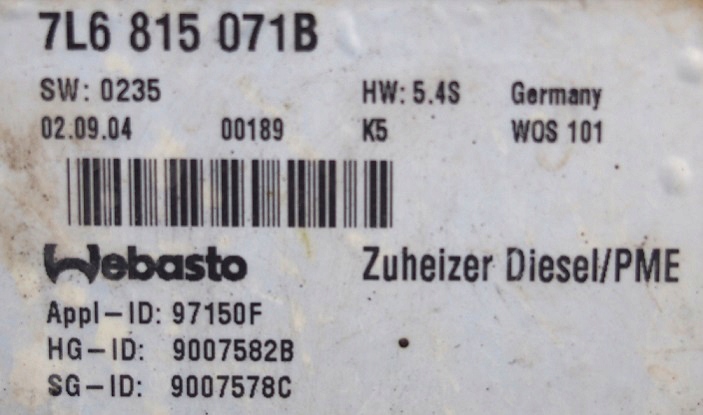 7L6 815 071B
SW: 0235 HW: 5.4S Germany
02.09.04 00189 K5 WOS 101
Webasto Zuheizer Diesel/PME
Appl-ID: 97150F
HG-ID: 9007582B
SG-ID: 9007578C